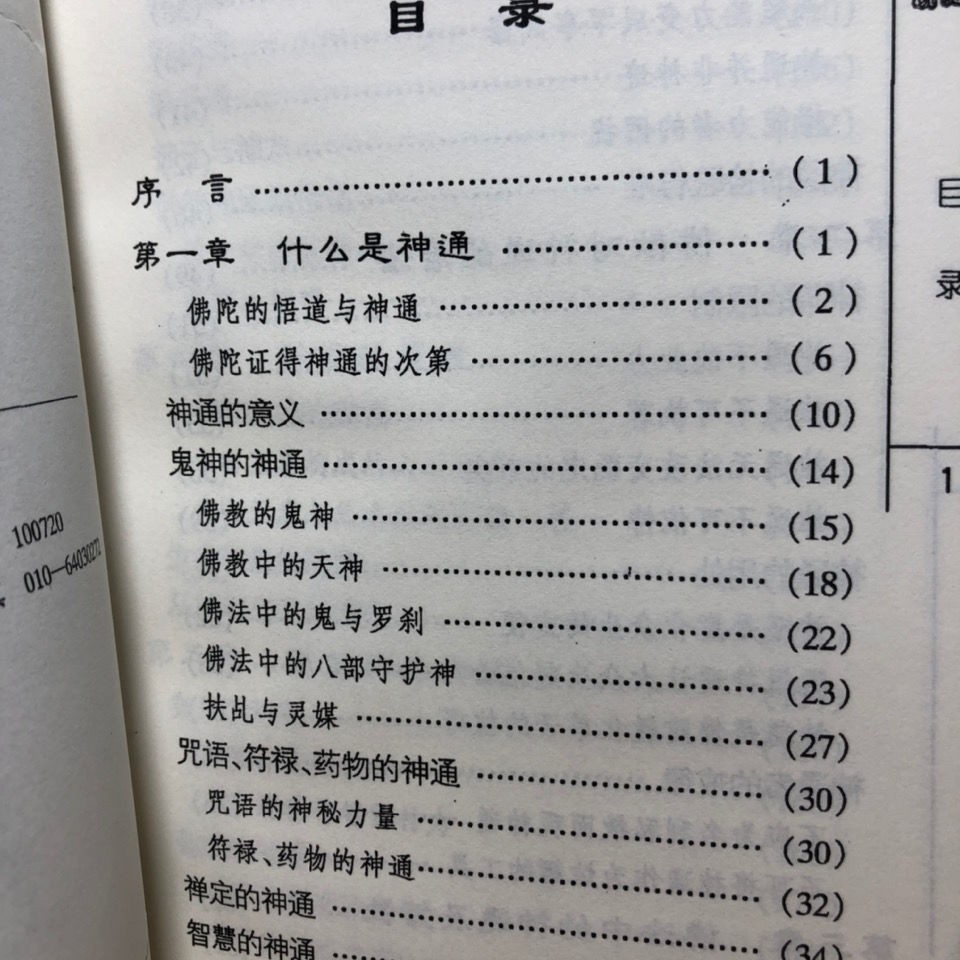 目 录
序 言 ……………………………………… (1)
第一章 什么是神通 …………………… (1)
佛陀的悟道与神通 ……………………… (2)
佛陀证得神通的次第 …………………… (6)
神通的意义 ……………………………… (10)
鬼神的神通 ……………………………… (14)
佛教的鬼神 ……………………………… (15)
佛教中的天神 …………………………… (18)
佛法中的鬼与罗刹 ……………………… (22)
佛法中的八部守护神 …………………… (23)
扶乩与灵媒 ……………………………… (27)
咒语、符禄、药物的神通 ……………… (30)
咒语的神秘力量 ………………………… (30)
符禄、药物的神通 ……………………… (32)
禅定的神通 ……………………………… (34)
智慧的神通 ………………………………
100720
010—64030272
目
录
1